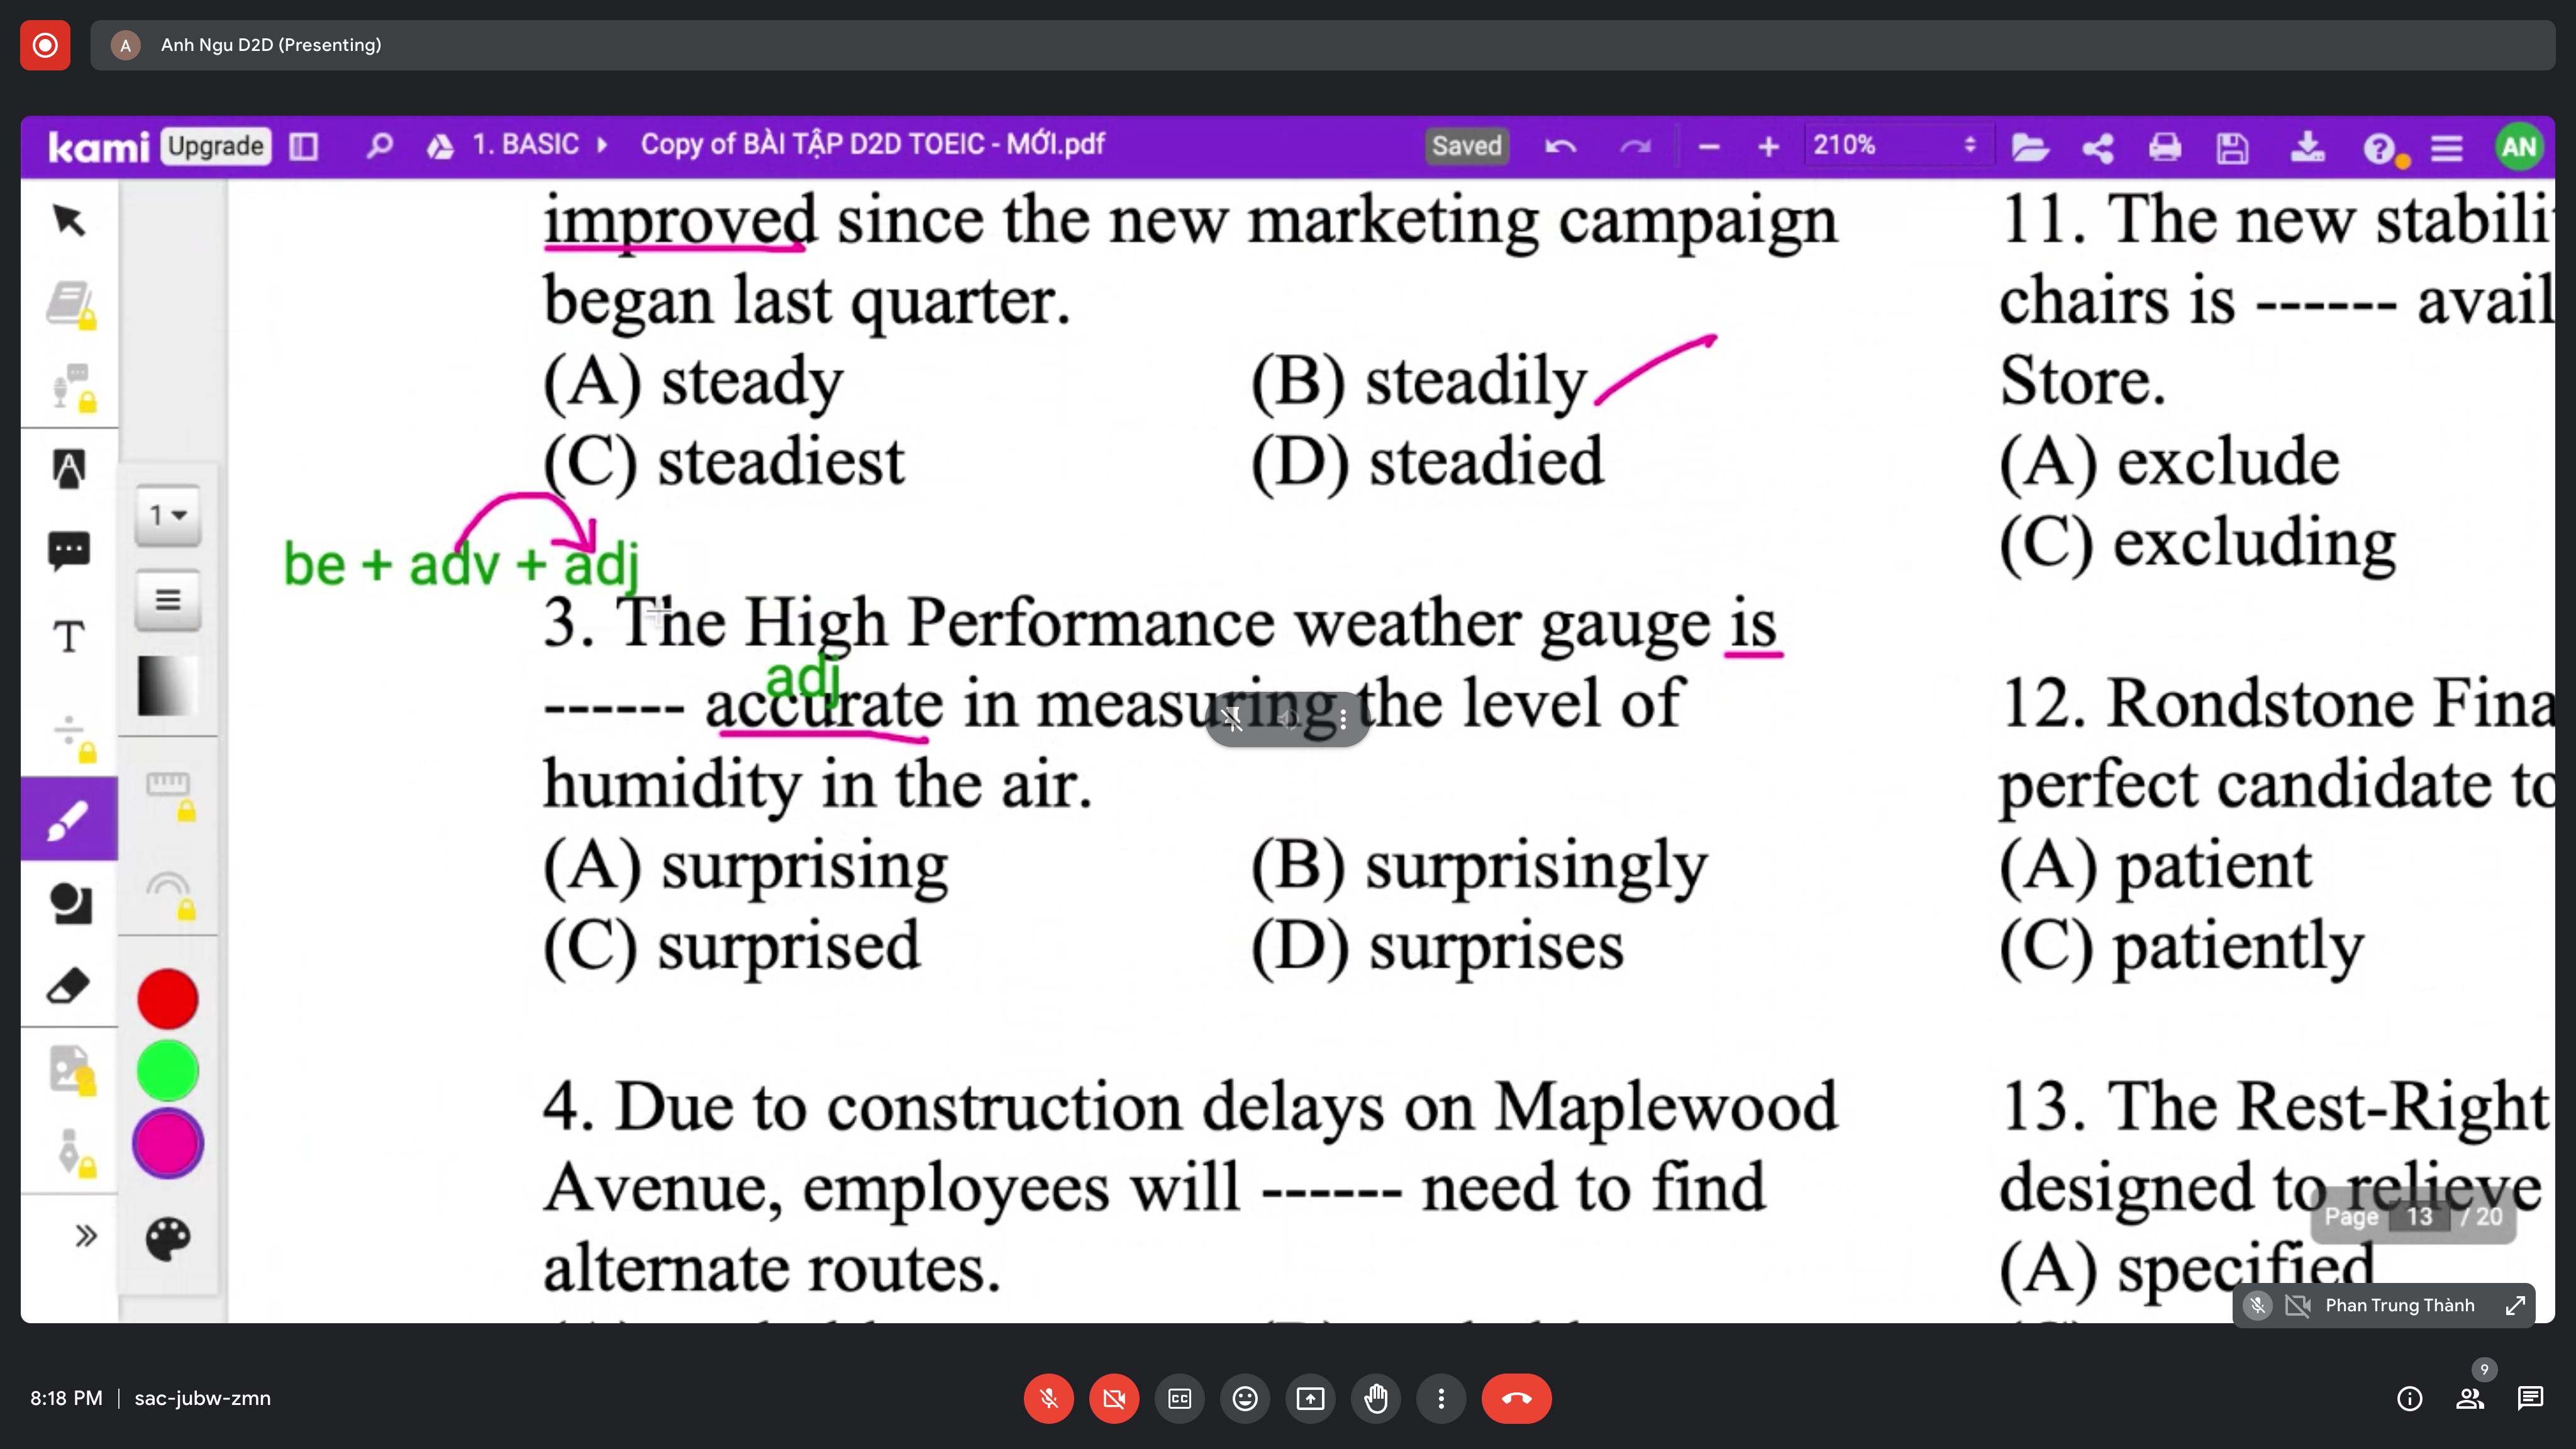 Anh Ngu D2D (Presenting)
kami Upgrade 1. BASIC Copy of BÀI TẬP D2D TOEIC - MỚI.pdf Saved 210% AN
improved since the new marketing campaign
began last quarter.
(A) steady (B) steadily
(C) steadiest (D) steadied
be + adv + adj
3. The High Performance weather gauge is
adj
------ accurate in measuring the level of
humidity in the air.
(A) surprising (B) surprisingly
(C) surprised (D) surprises
4. Due to construction delays on Maplewood
Avenue, employees will ------ need to find
alternate routes.
11. The new stabili
chairs is ------ avail
Store.
(A) exclude
(C) excluding
12. Rondstone Fina
perfect candidate to
(A) patient
(C) patiently
13. The Rest-Right
designed to relieve
(A) specified
1
T
Page 13 / 20
Phan Trung Thành
8:18 PM | sac-jubw-zmn
9